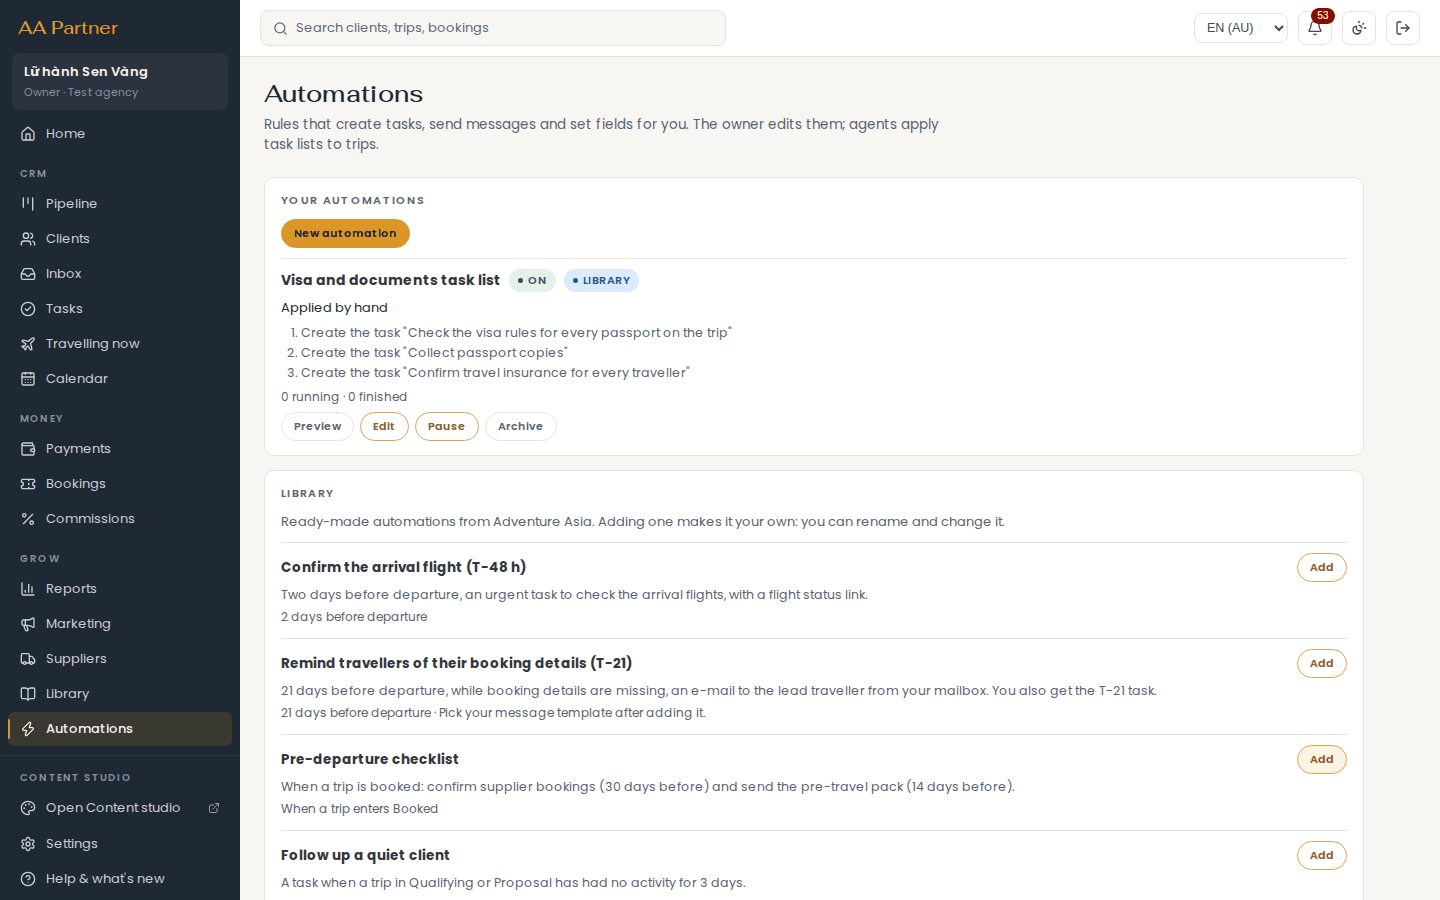 AA Partner
Lữ hành Sen Vàng
Owner · Test agency
Home
CRM
Pipeline
Clients
Inbox
Tasks
Travelling now
Calendar
MONEY
Payments
Bookings
Commissions
GROW
Reports
Marketing
Suppliers
Library
Automations
CONTENT STUDIO
Open Content studio
Settings
Help & what's new
Search clients, trips, bookings
EN (AU)
53
Automations
Rules that create tasks, send messages and set fields for you. The owner edits them; agents apply
task lists to trips.
YOUR AUTOMATIONS
New automation
Visa and documents task list
ON
LIBRARY
Applied by hand
1. Create the task "Check the visa rules for every passport on the trip"
2. Create the task "Collect passport copies"
3. Create the task "Confirm travel insurance for every traveller"
0 running · 0 finished
Preview
Edit
Pause
Archive
LIBRARY
Ready-made automations from Adventure Asia. Adding one makes it your own: you can rename and change it.
Confirm the arrival flight (T-48 h)
Add
Two days before departure, an urgent task to check the arrival flights, with a flight status link.
2 days before departure
Remind travellers of their booking details (T-21)
Add
21 days before departure, while booking details are missing, an e-mail to the lead traveller from your mailbox. You also get the T-21 task.
21 days before departure · Pick your message template after adding it.
Pre-departure checklist
Add
When a trip is booked: confirm supplier bookings (30 days before) and send the pre-travel pack (14 days before).
When a trip enters Booked
Follow up a quiet client
Add
A task when a trip in Qualifying or Proposal has had no activity for 3 days.